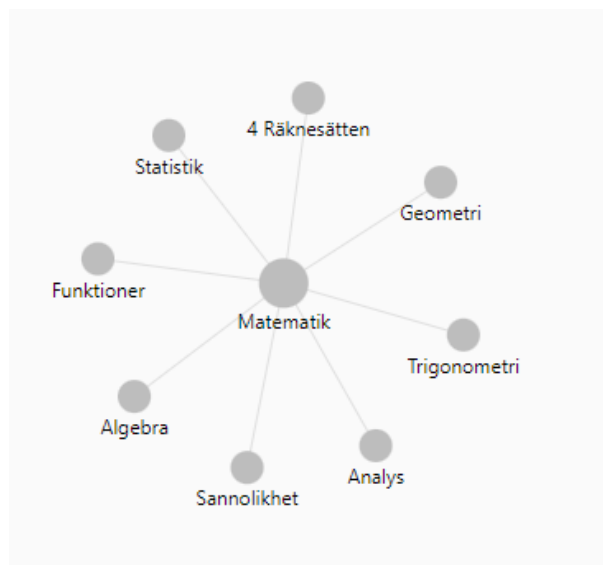 4 Räknesätten
Statistik
Geometri
Funktioner
Matematik
Trigonometri
Algebra
Analys
Sannolikhet